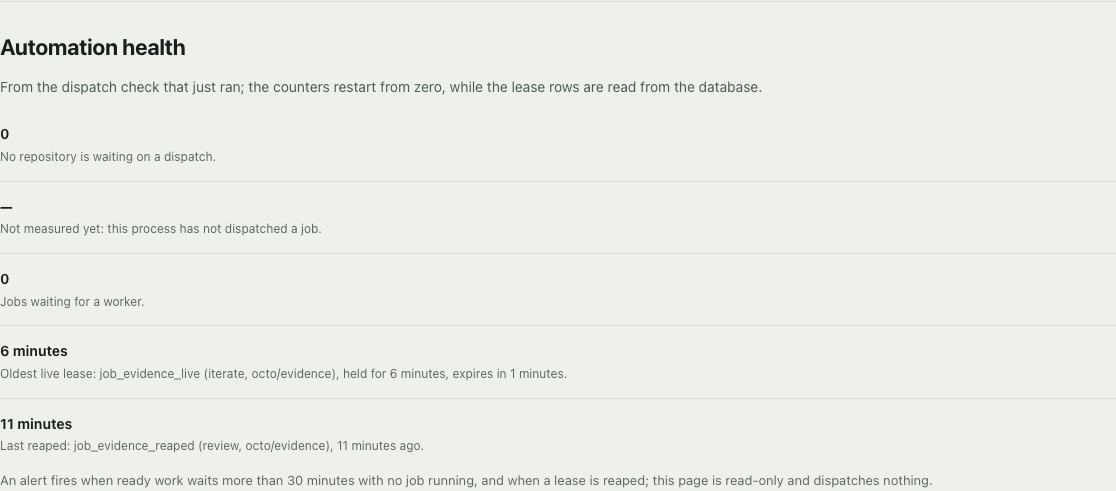 Automation health
From the dispatch check that just ran; the counters restart from zero, while the lease rows are read from the database.
0
No repository is waiting on a dispatch.
—
Not measured yet: this process has not dispatched a job.
0
Jobs waiting for a worker.
6 minutes
Oldest live lease: job_evidence_live (iterate, octo/evidence), held for 6 minutes, expires in 1 minutes.
11 minutes
Last reaped: job_evidence_reaped (review, octo/evidence), 11 minutes ago.
An alert fires when ready work waits more than 30 minutes with no job running, and when a lease is reaped; this page is read-only and dispatches nothing.